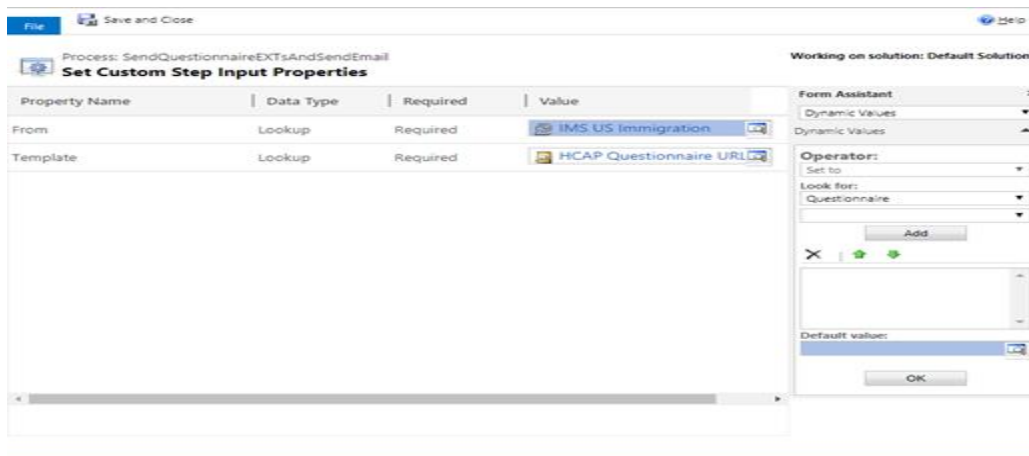 File
Save and Close
Help
Process: SendQuestionnaireEXTsAndSendEmail
Set Custom Step Input Properties
Working on solution: Default Solution
Property Name | Data Type | Required | Value
From Lookup Required IMS US Immigration
Template Lookup Required HCAP Questionnaire URL
Form Assistant
Dynamic Values
Dynamic Values
Operator:
Set to
Look for:
Questionnaire
Add
Default value:
OK